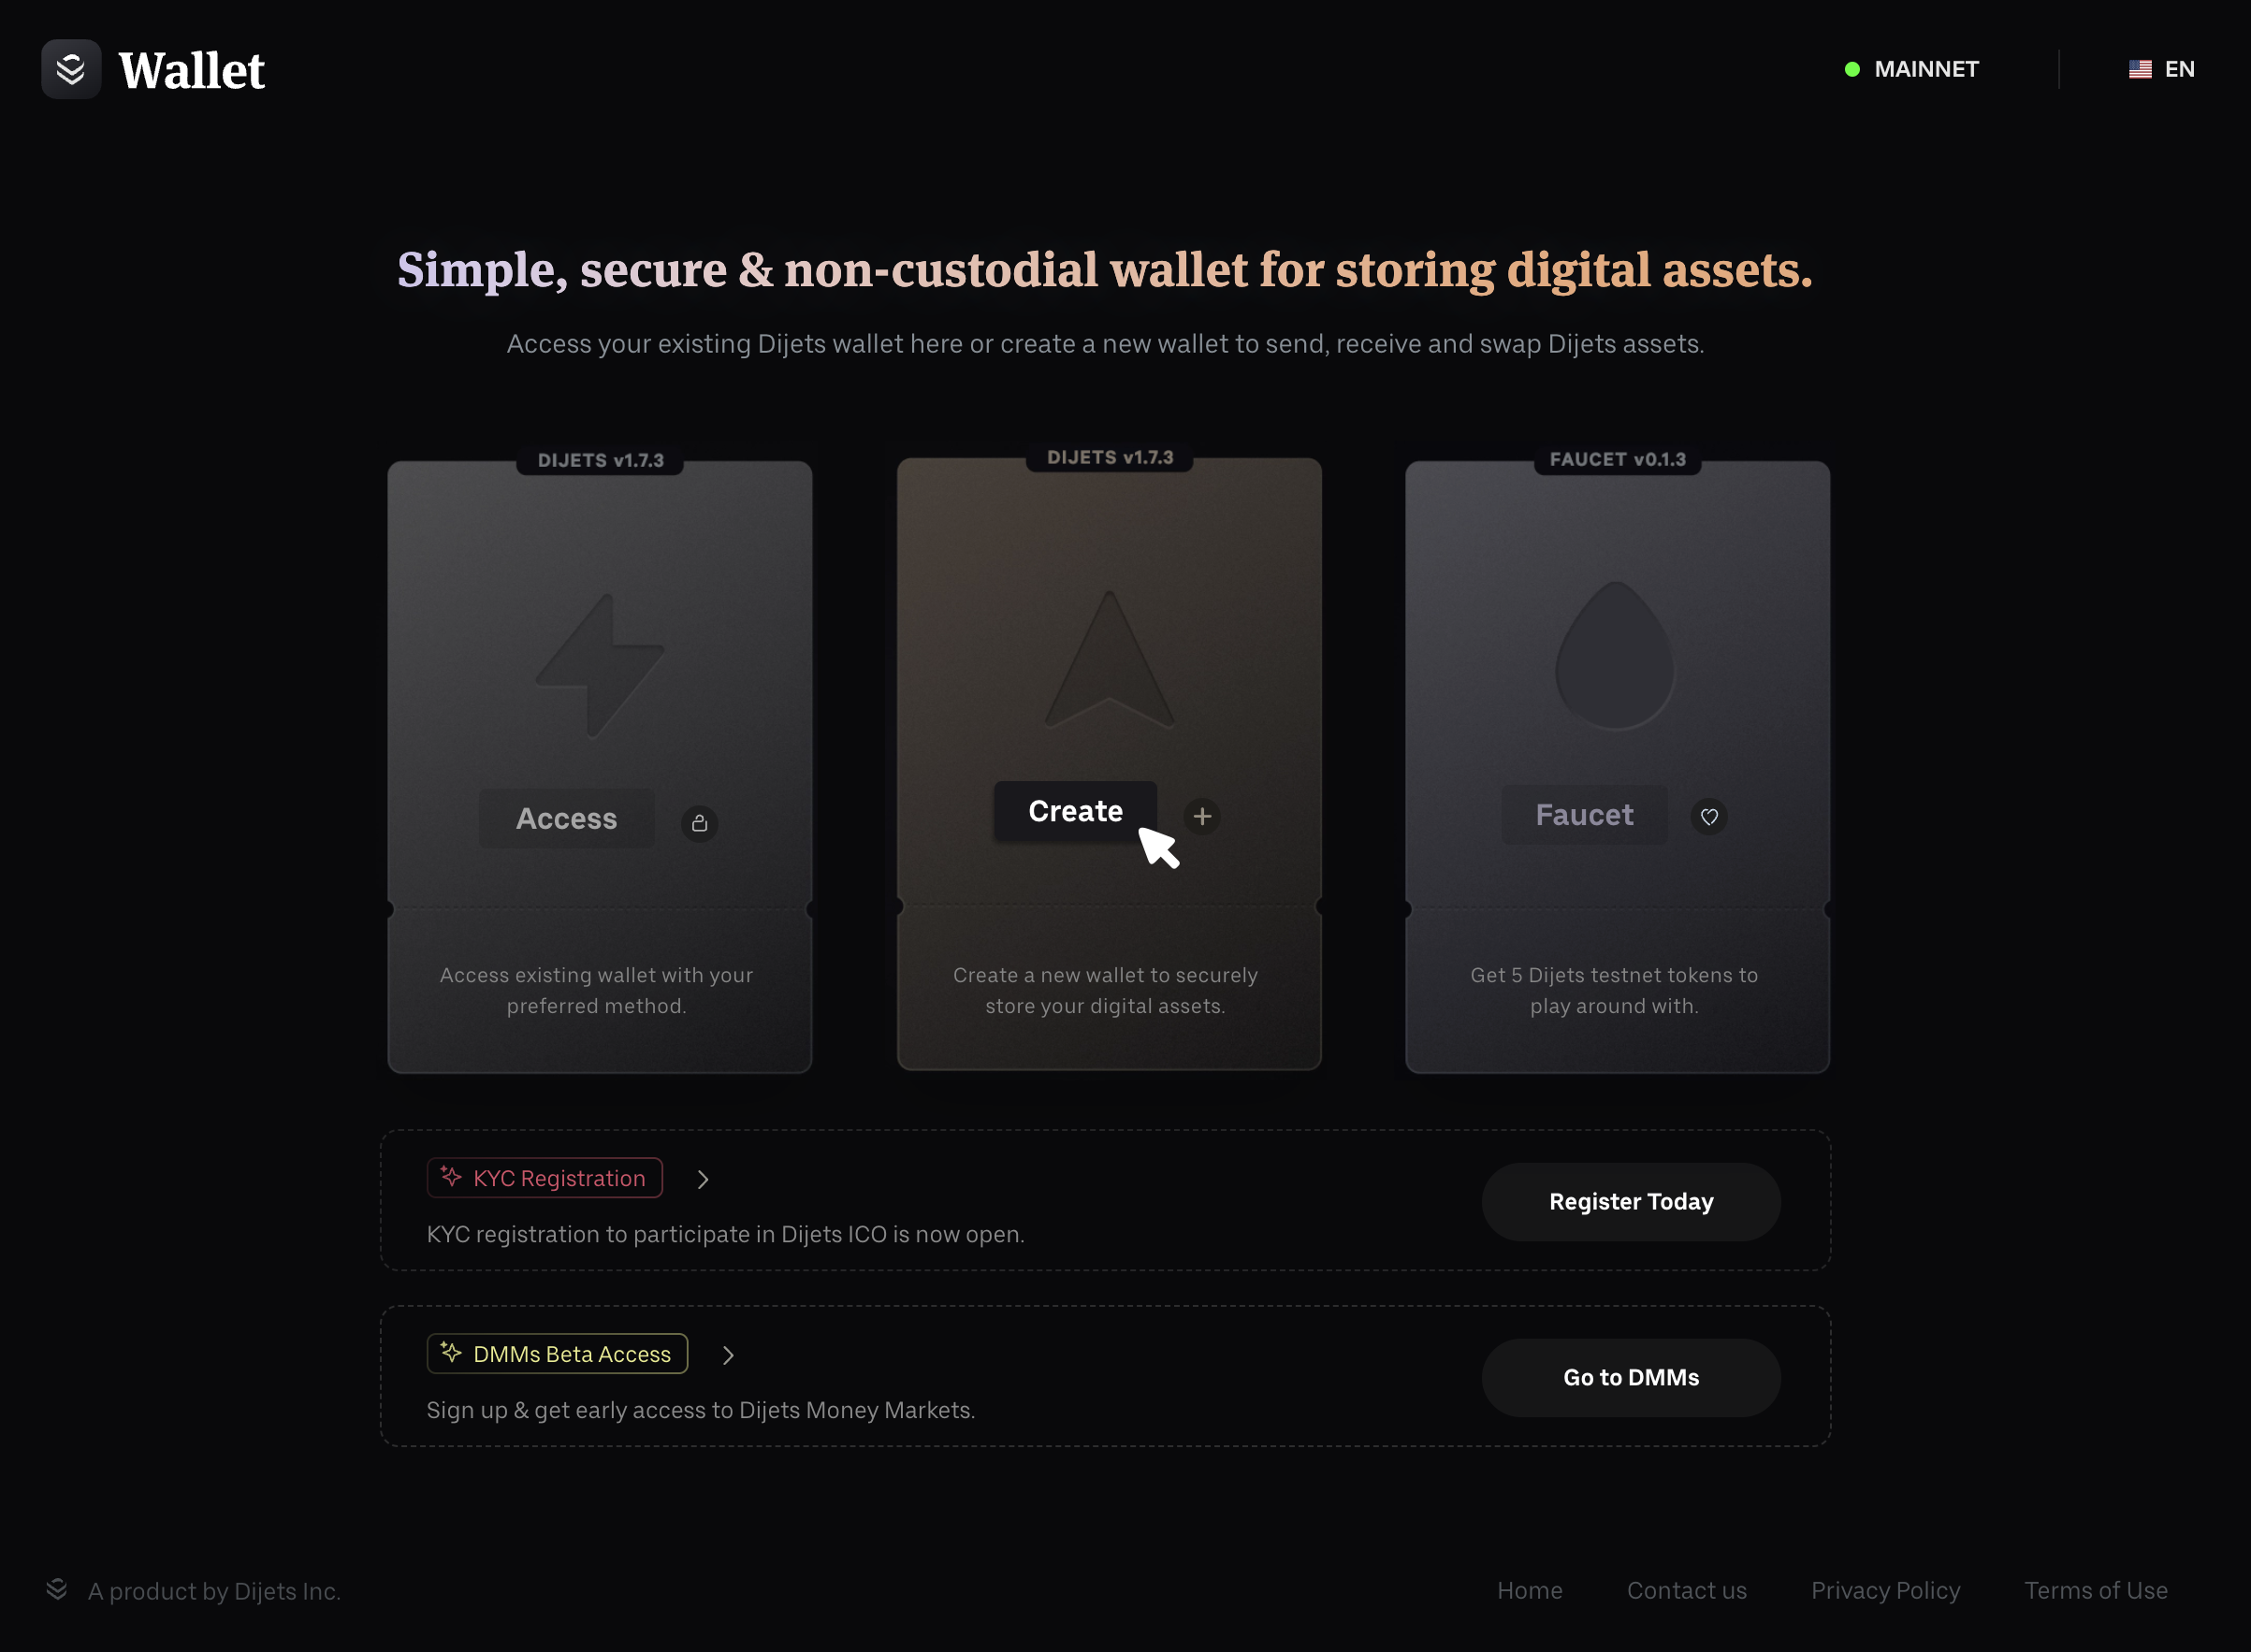 Wallet
MAINNET
EN
Simple, secure & non-custodial wallet for storing digital assets.
Access your existing Dijets wallet here or create a new wallet to send, receive and swap Dijets assets.
DIJETS v1.7.3
Access
Access existing wallet with your
preferred method.
DIJETS v1.7.3
Create
Create a new wallet to securely
store your digital assets.
FAUCET v0.1.3
Faucet
Get 5 Dijets testnet tokens to
play around with.
KYC Registration
KYC registration to participate in Dijets ICO is now open.
Register Today
DMMs Beta Access
Sign up & get early access to Dijets Money Markets.
Go to DMMs
A product by Dijets Inc.
Home
Contact us
Privacy Policy
Terms of Use